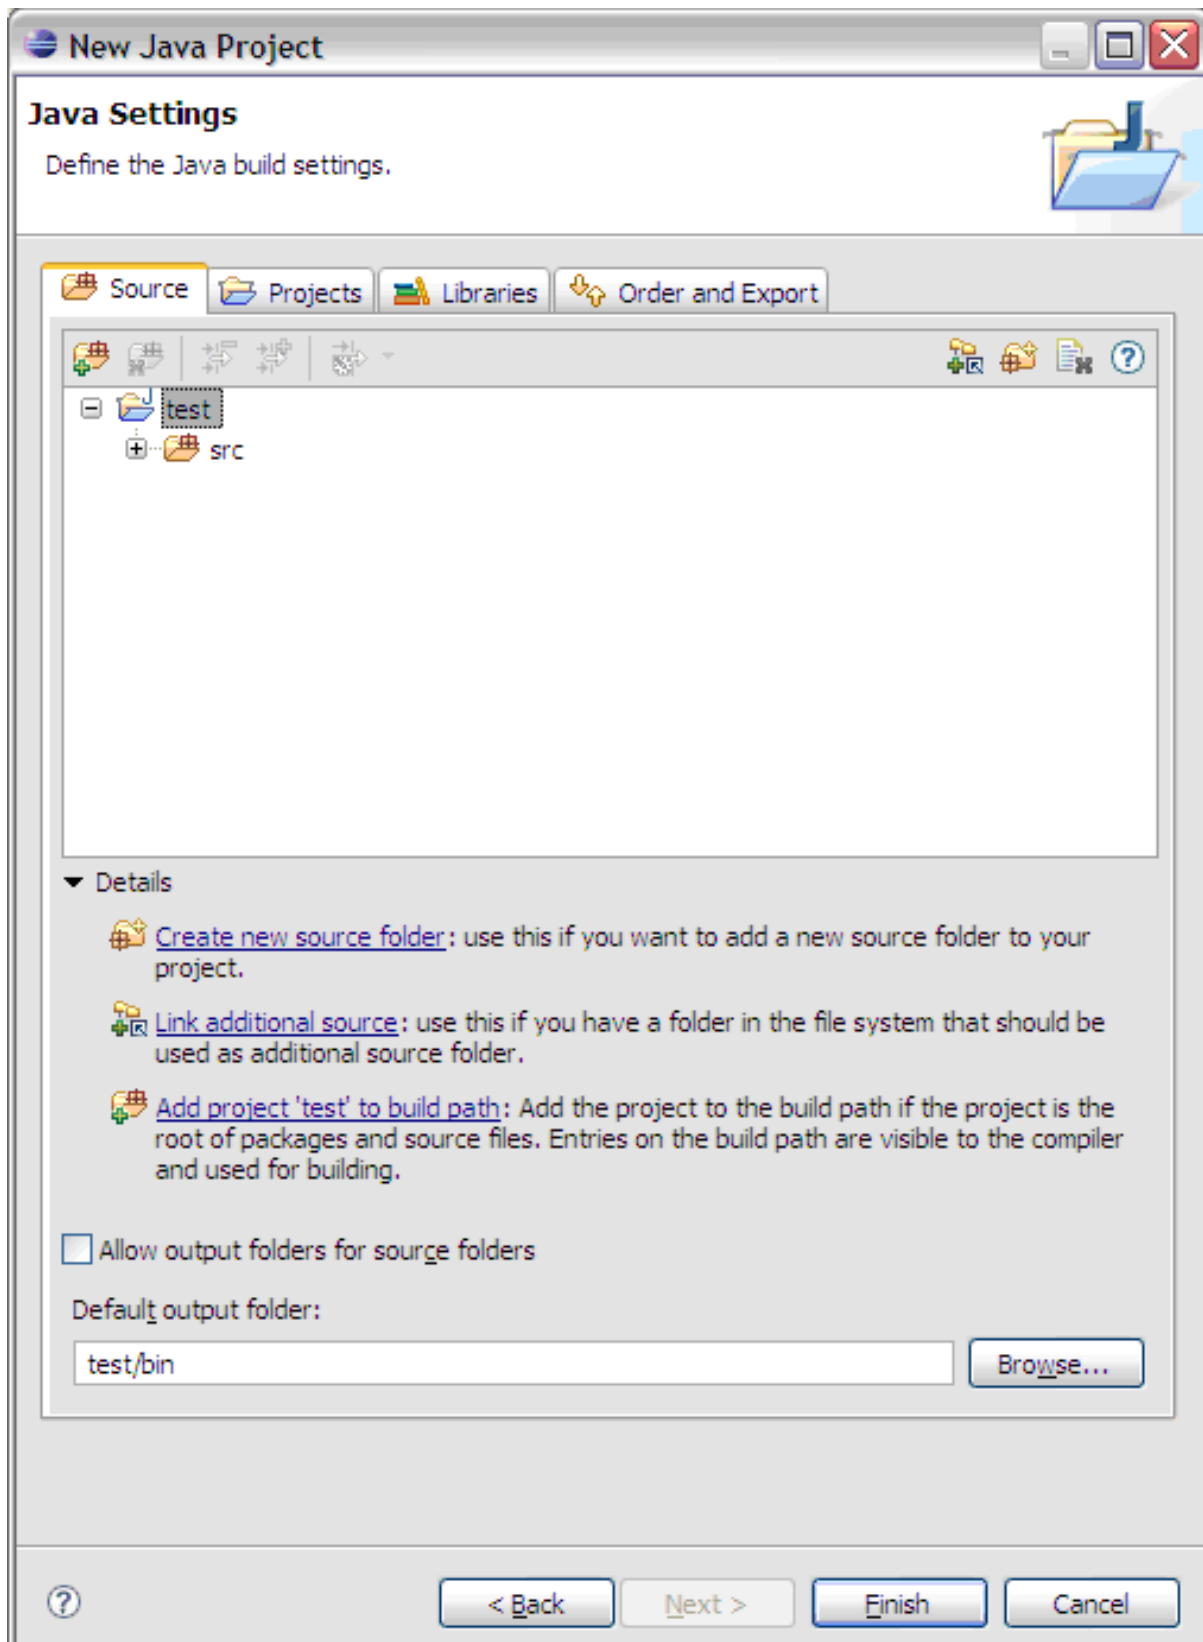 New Java Project
Java Settings
Define the Java build settings.
Source Projects Libraries Order and Export
test
src
Details
Create new source folder: use this if you want to add a new source folder to your
project.
Link additional source: use this if you have a folder in the file system that should be
used as additional source folder.
Add project 'test' to build path: Add the project to the build path if the project is the
root of packages and source files. Entries on the build path are visible to the compiler
and used for building.
Allow output folders for source folders
Default output folder:
test/bin Browse...
< Back Next > Finish Cancel